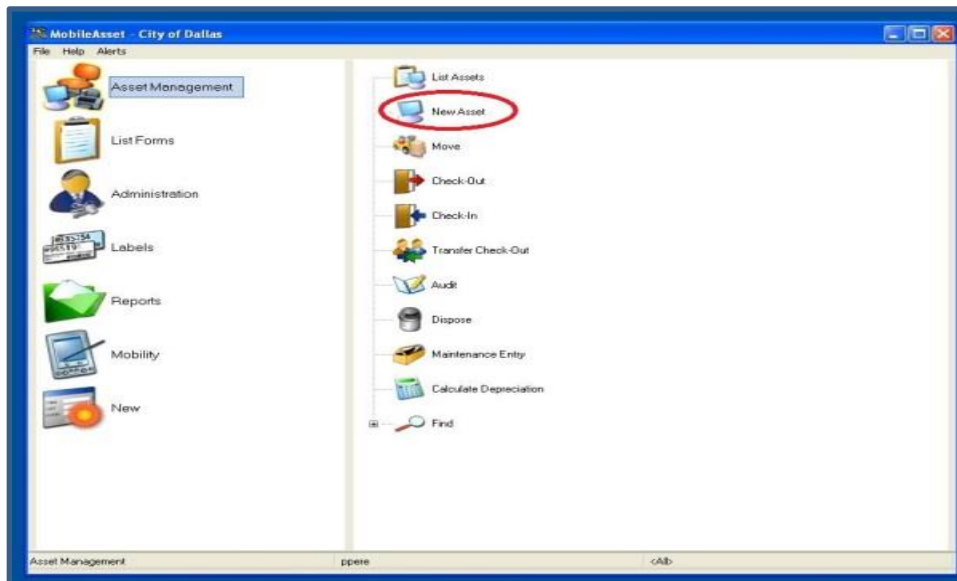 MobileAsset - City of Dallas
File Help Alerts
Asset Management
List Forms
Administration
Labels
Reports
Mobility
New
List Assets
New Asset
Move
Check-Out
Check-In
Transfer Check-Out
Audit
Dispose
Maintenance Entry
Calculate Depreciation
Find
Asset Management ppere <All>